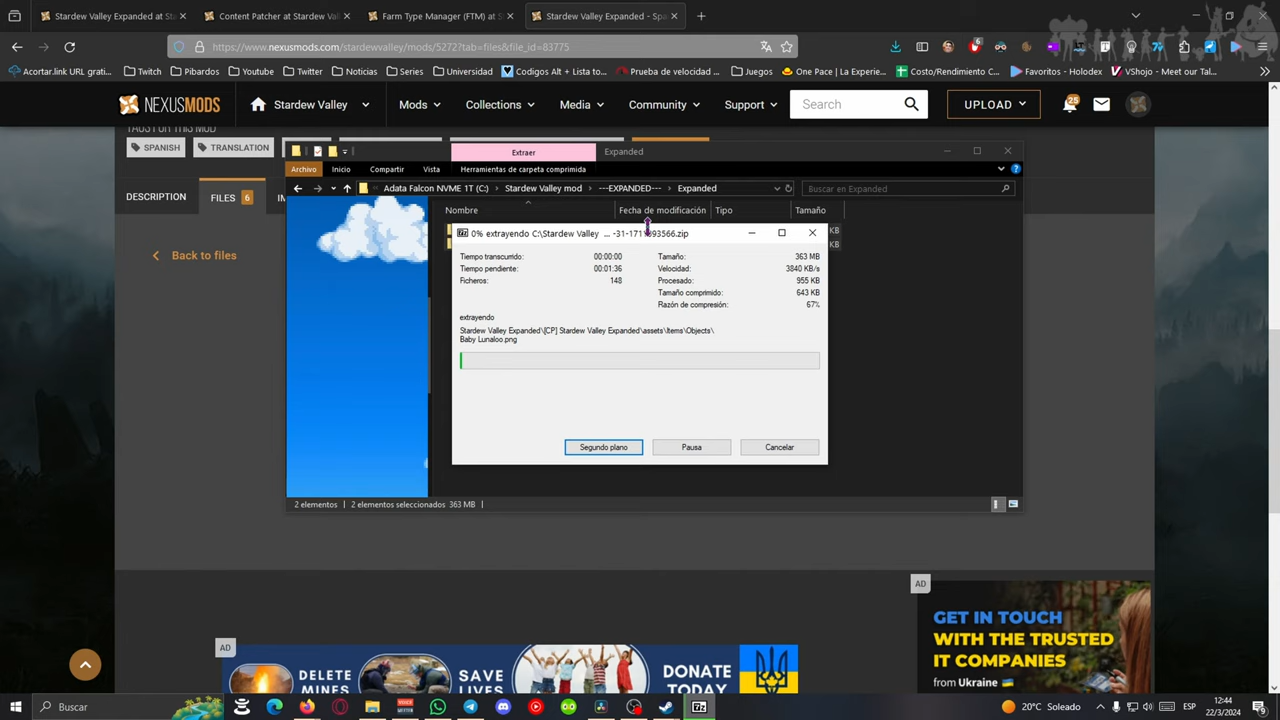 Stardew Valley Expanded at St
Content Patcher at Stardew Val
Farm Type Manager (FTM) at S
Stardew Valley Expanded - Spa
https://www.nexusmods.com/stardewvalley/mods/5272?tab=files&file_id=83775
Acortar.link URL grati...
Twitch
Pibardos
Youtube
Twitter
Noticias
Series
Universidad
Codigos Alt + Lista to...
Prueba de velocidad ...
Juegos
One Pace | La Experie...
Costo/Rendimiento C...
Favoritos - Holodex
VShojo - Meet our Tal...
NEXUSMODS
Stardew Valley
Mods
Collections
Media
Community
Support
Search
UPLOAD
25
TAGS FOR THIS MOD
SPANISH
TRANSLATION
Extraer
Expanded
Archivo
Inicio
Compartir
Vista
Herramientas de carpeta comprimida
DESCRIPTION
FILES 6
Adata Falcon NVME 1T (C:) > Stardew Valley mod > ---EXPANDED--- > Expanded
Buscar en Expanded
Nombre
Fecha de modificación
Tipo
Tamaño
KB
KB
Back to files
0% extrayendo C:\Stardew Valley ... -31-1711393566.zip
Tiempo transcurrido: 00:00:00
Tamaño: 363 MB
Tiempo pendiente: 00:01:36
Velocidad: 3840 KB/s
Ficheros: 148
Procesado: 955 KB
Tamaño comprimido: 643 KB
Razón de compresión: 67%
extrayendo
Stardew Valley Expanded\[CP] Stardew Valley Expanded\assets\Items\Objects\
Baby Lunaloo.png
Segundo plano
Pausa
Cancelar
2 elementos
2 elementos seleccionados 363 MB
AD
AD
DELETE
MINES
SAVE
LIVES
DONATE
TODAY
GET IN TOUCH
WITH THE TRUSTED
IT COMPANIES
from Ukraine
Buscar
20°C Soleado
ESP
12:44
22/3/2024